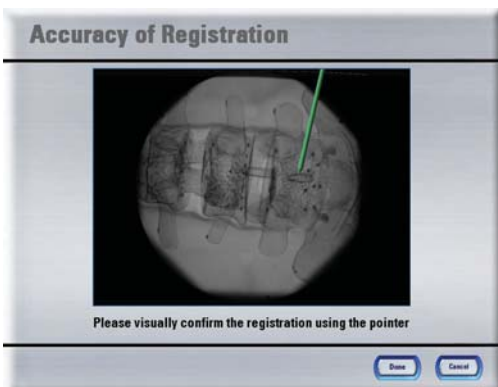 Accuracy of Registration
Please visually confirm the registration using the pointer
Done
Cancel